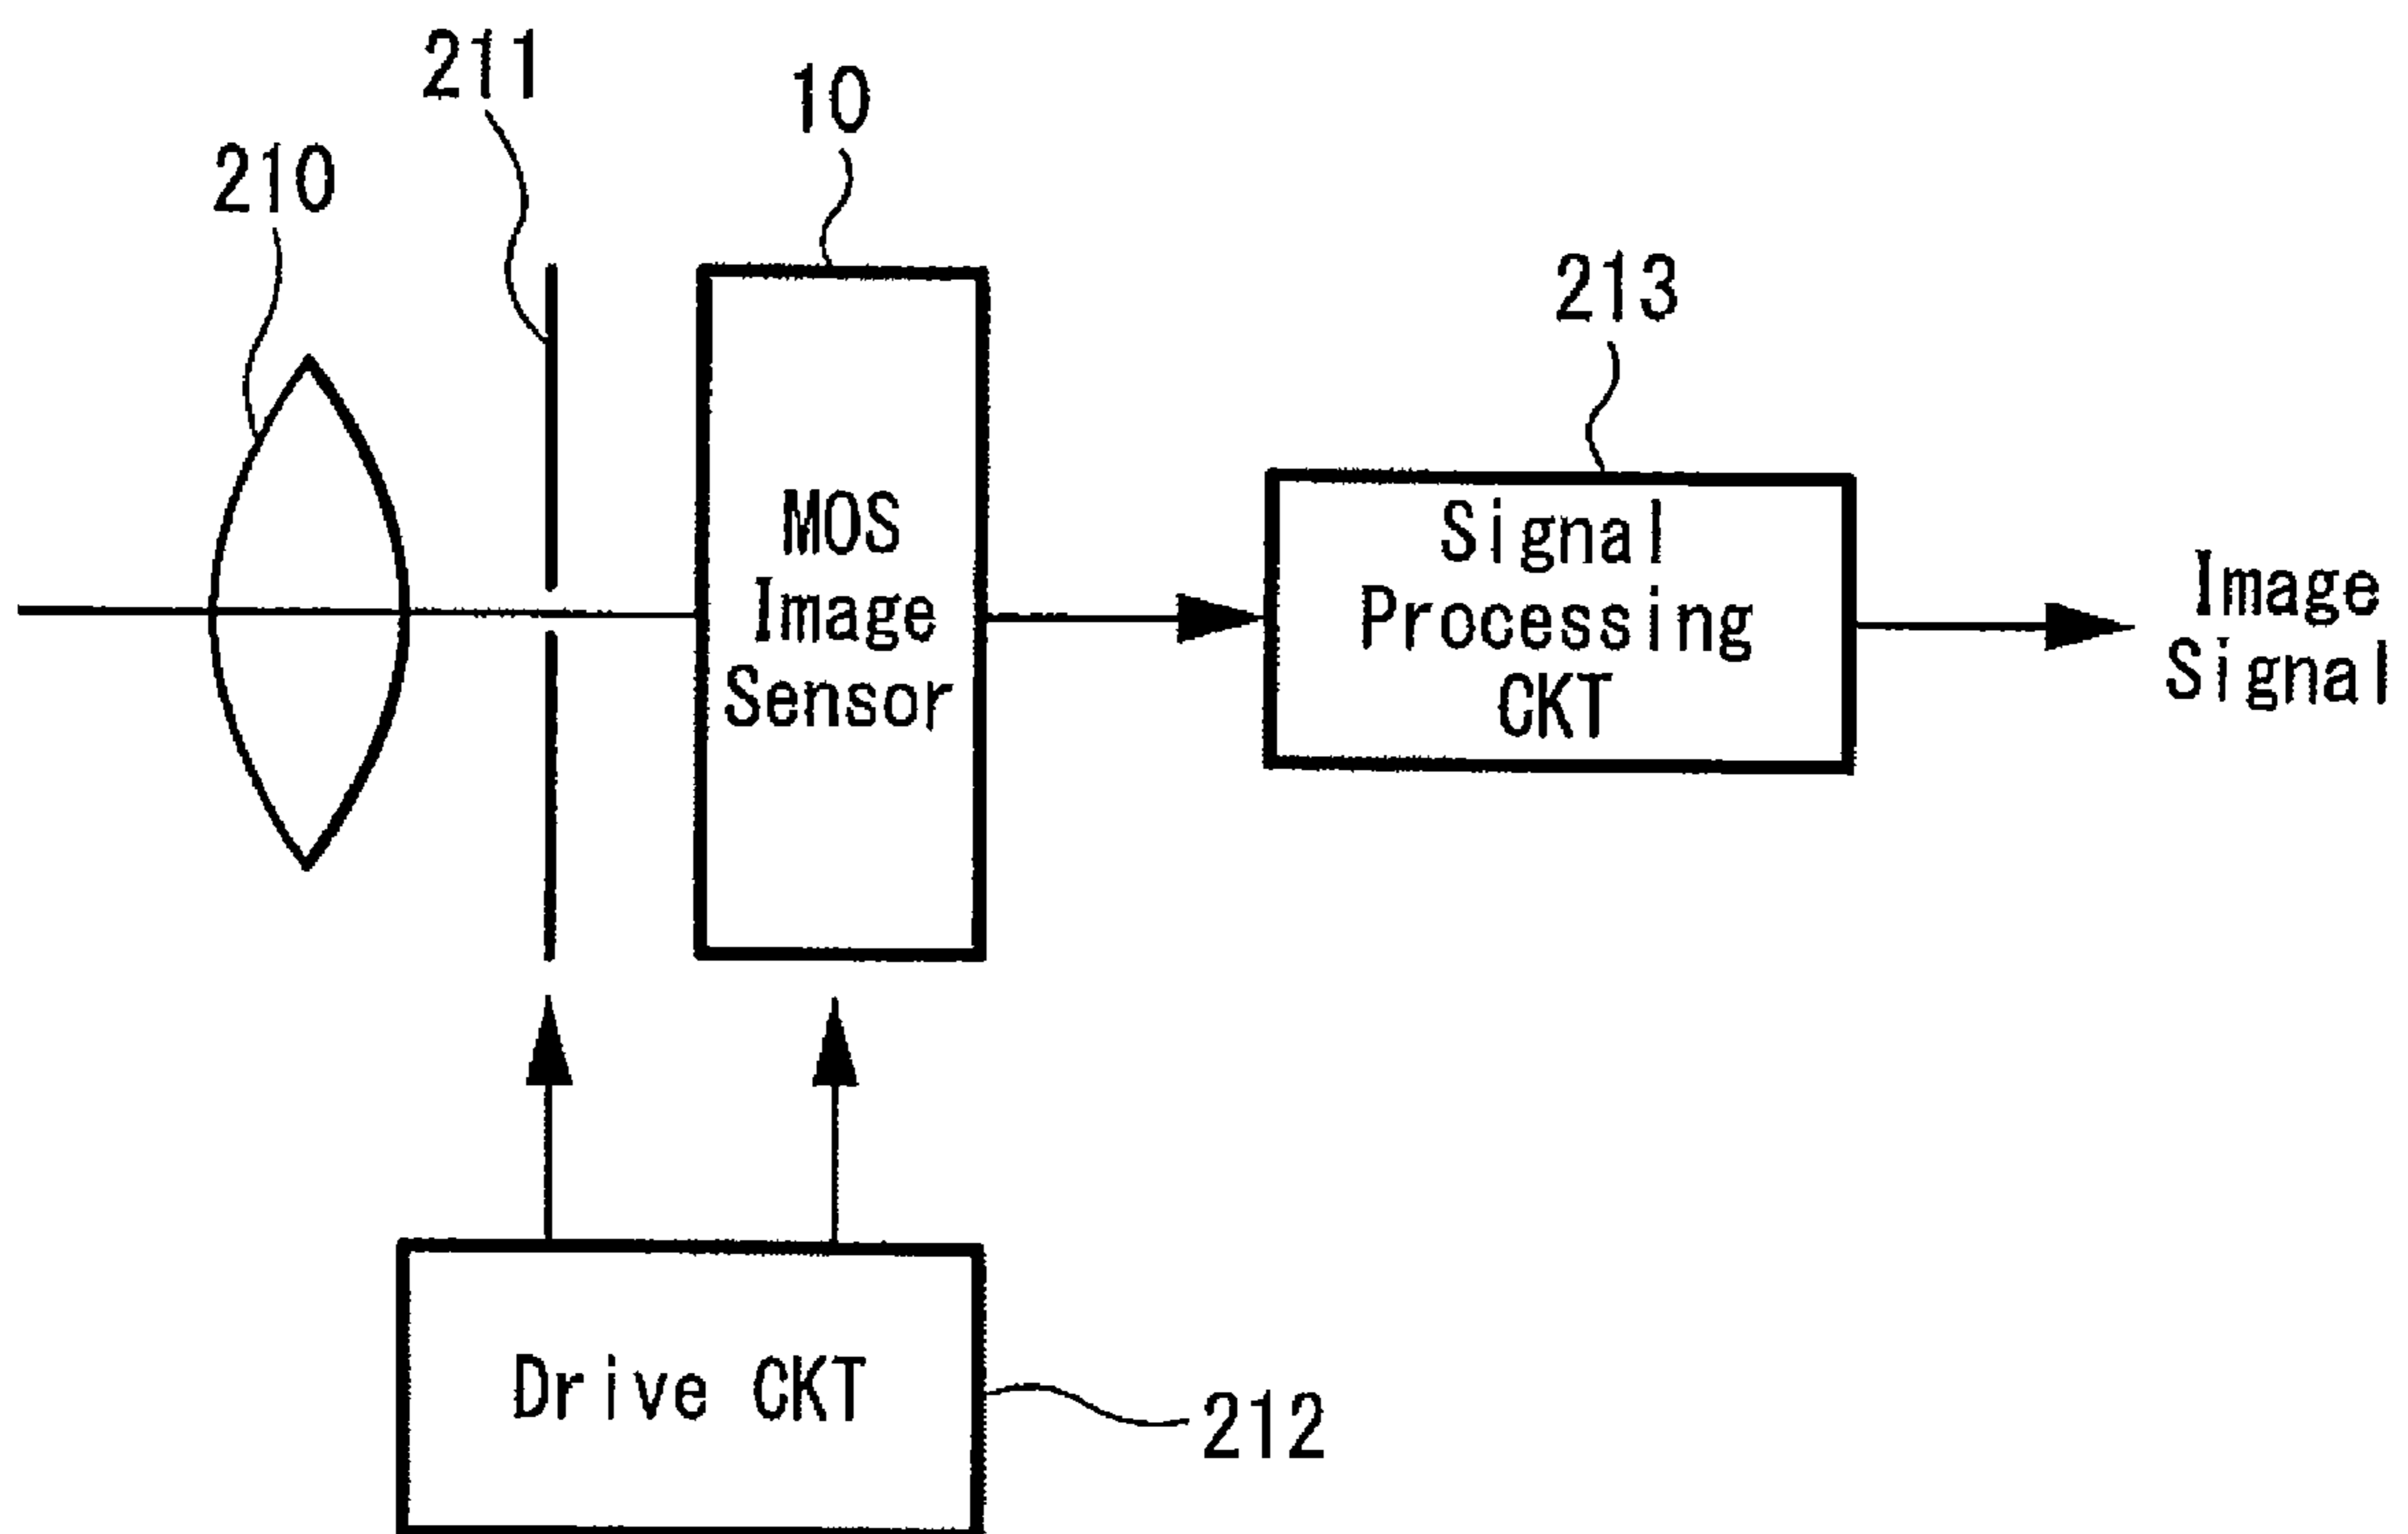 211
10
210
213
MOS
Image
Sensor
Signal
Processing
CKT
Image
Signal
Drive CKT
212